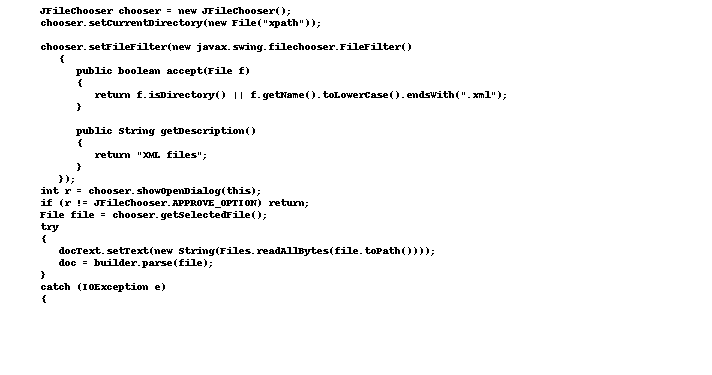 JFileChooser chooser = new JFileChooser();
chooser.setCurrentDirectory(new File("xpath"));
chooser.setFileFilter(new javax.swing.filechooser.FileFilter()
{
public boolean accept(File f)
{
return f.isDirectory() || f.getName().toLowerCase().endsWith(".xml");
}
public String getDescription()
{
return "XML files";
}
});
int r = chooser.showOpenDialog(this);
if (r != JFileChooser.APPROVE_OPTION) return;
File file = chooser.getSelectedFile();
try
{
docText.setText(new String(Files.readAllBytes(file.toPath())));
doc = builder.parse(file);
}
catch (IOException e)
{